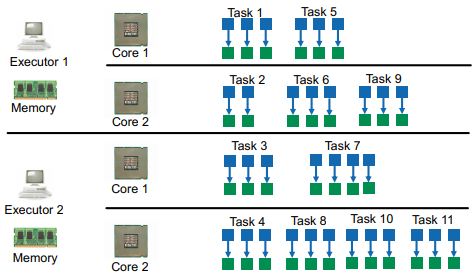 Task 1 Task 5
Executor 1
Core 1
Task 2 Task 6 Task 9
Memory
Core 2
Task 3 Task 7
Core 1
Executor 2
Task 4 Task 8 Task 10 Task 11
Memory
Core 2